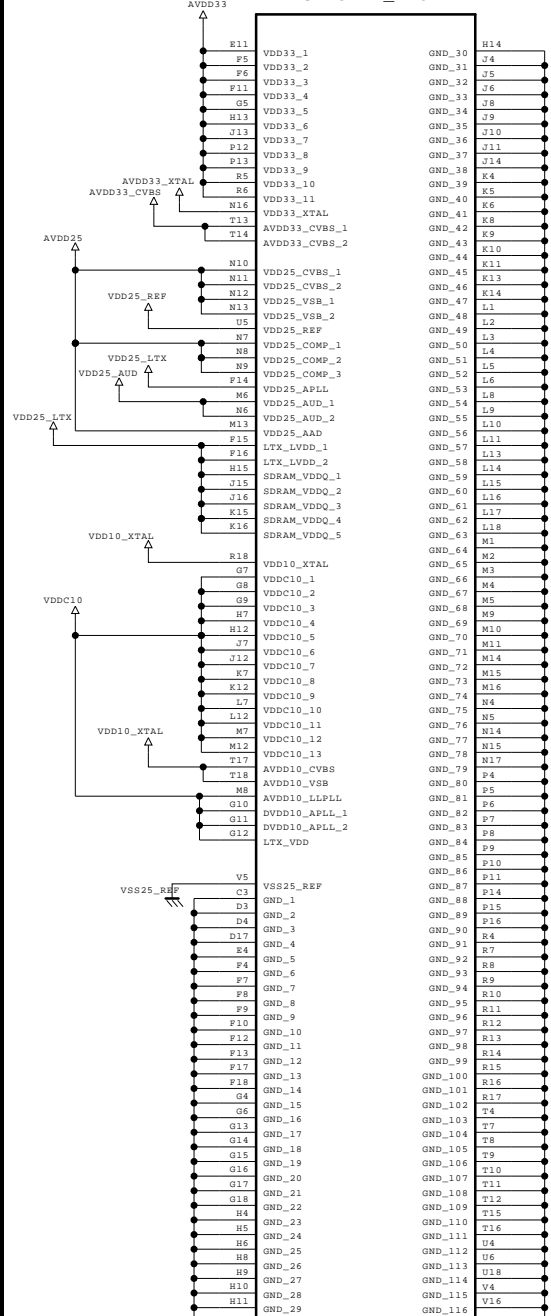 AVDD33
E11 VDD33_1
F5 VDD33_2
F6 VDD33_3
F11 VDD33_4
G5 VDD33_5
H13 VDD33_6
J13 VDD33_7
P12 VDD33_8
P13 VDD33_9
R5 VDD33_10
R6 VDD33_11
AVDD33_XTAL
N16 VDD33_XTAL
AVDD33_CVBS
T13 AVDD33_CVBS_1
T14 AVDD33_CVBS_2
AVDD25
N10 VDD25_CVBS_1
N11 VDD25_CVBS_2
N12 VDD25_VSB_1
N13 VDD25_VSB_2
VDD25_REF
U5 VDD25_REF
N7 VDD25_COMP_1
N8 VDD25_COMP_2
N9 VDD25_COMP_3
VDD25_LTX
F14 VDD25_APLL
VDD25_AUD
M6 VDD25_AUD_1
N6 VDD25_AUD_2
M13 VDD25_AAD
VDD25_LTX
F15 LTX_LVDD_1
F16 LTX_LVDD_2
H15 SDRAM_VDDQ_1
J15 SDRAM_VDDQ_2
J16 SDRAM_VDDQ_3
K15 SDRAM_VDDQ_4
K16 SDRAM_VDDQ_5
VDD10_XTAL
R18 VDD10_XTAL
VDDC10
G7 VDDC10_1
G8 VDDC10_2
G9 VDDC10_3
H7 VDDC10_4
H12 VDDC10_5
J7 VDDC10_6
J12 VDDC10_7
K7 VDDC10_8
K12 VDDC10_9
L7 VDDC10_10
L12 VDDC10_11
M7 VDDC10_12
M12 VDDC10_13
VDD10_XTAL
T17 AVDD10_CVBS
T18 AVDD10_VSB
M8 AVDD10_LLPLL
G10 DVDD10_APLL_1
G11 DVDD10_APLL_2
G12 LTX_VDD
VSS25_REF
V5 VSS25_REF
C3 GND_1
D3 GND_2
D4 GND_3
D17 GND_4
E4 GND_5
F4 GND_6
F7 GND_7
F8 GND_8
F9 GND_9
F10 GND_10
F12 GND_11
F13 GND_12
F17 GND_13
F18 GND_14
G4 GND_15
G6 GND_16
G13 GND_17
G14 GND_18
G15 GND_19
G16 GND_20
G17 GND_21
G18 GND_22
H4 GND_23
H5 GND_24
H6 GND_25
H8 GND_26
H9 GND_27
H10 GND_28
H11 GND_29
GND_30 H14
GND_31 J4
GND_32 J5
GND_33 J6
GND_34 J8
GND_35 J9
GND_36 J10
GND_37 J11
GND_38 J14
GND_39 K4
GND_40 K5
GND_41 K6
GND_42 K8
GND_43 K9
GND_44 K10
GND_45 K11
GND_46 K13
GND_47 K14
GND_48 L1
GND_49 L2
GND_50 L3
GND_51 L4
GND_52 L5
GND_53 L6
GND_54 L8
GND_55 L9
GND_56 L10
GND_57 L11
GND_58 L13
GND_59 L14
GND_60 L15
GND_61 L16
GND_62 L17
GND_63 L18
GND_64 M1
GND_65 M2
GND_66 M3
GND_67 M4
GND_68 M5
GND_69 M9
GND_70 M10
GND_71 M11
GND_72 M14
GND_73 M15
GND_74 M16
GND_75 N4
GND_76 N5
GND_77 N14
GND_78 N15
GND_79 N17
GND_80 P4
GND_81 P5
GND_82 P6
GND_83 P7
GND_84 P8
GND_85 P9
GND_86 P10
GND_87 P11
GND_88 P14
GND_89 P15
GND_90 P16
GND_91 R4
GND_92 R7
GND_93 R8
GND_94 R9
GND_95 R10
GND_96 R11
GND_97 R12
GND_98 R13
GND_99 R14
GND_100 R15
GND_101 R16
GND_102 R17
GND_103 T4
GND_104 T7
GND_105 T8
GND_106 T9
GND_107 T10
GND_108 T11
GND_109 T12
GND_110 T15
GND_111 T16
GND_112 U4
GND_113 U6
GND_114 U18
GND_115 V4
GND_116 V16